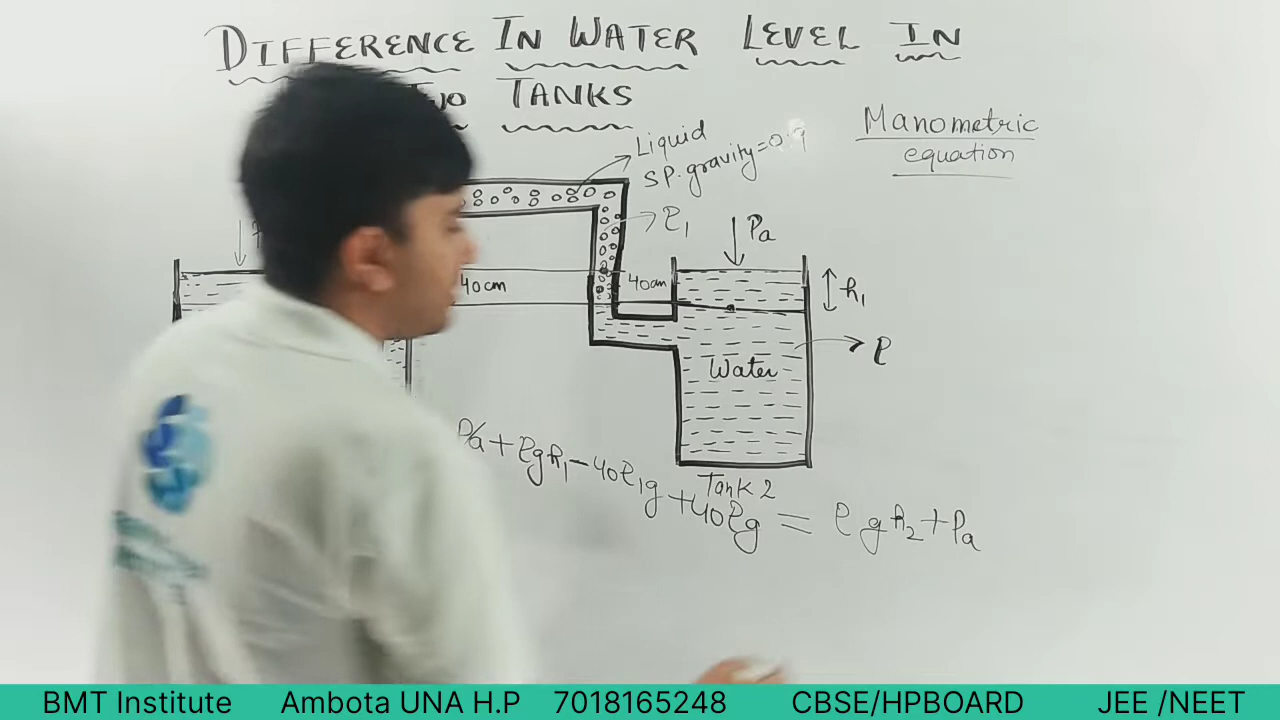 DIFFERENCE IN WATER LEVEL IN
TANKS
Liquid
SP. gravity = 0.9
Manometric
equation
ρ₁
Pa
40cm
40cm
h₁
ρ
Water
Pa + ρgh₁ - 40ρ₁g + 40ρg = ρgh₂ + Pa
Tank 2
BMT Institute Ambota UNA H.P 7018165248 CBSE/HPBOARD JEE /NEET